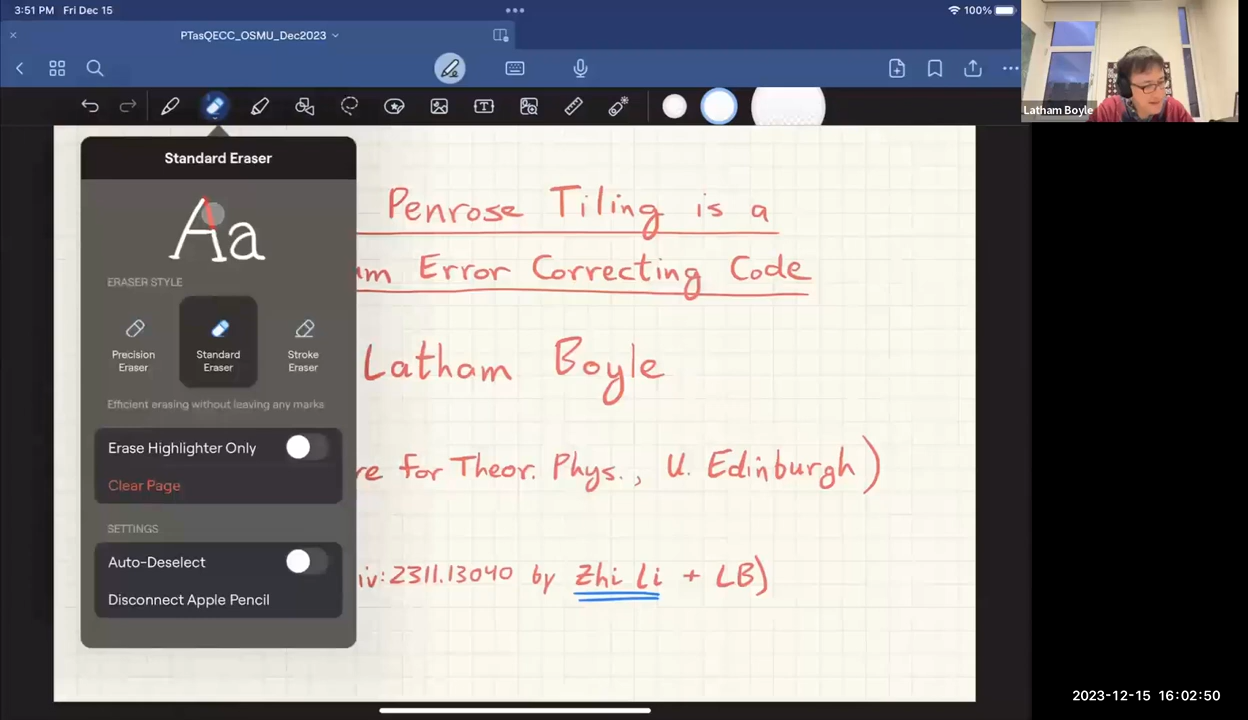 3:51 PM Fri Dec 15
100%
PTasQECC_OSMU_Dec2023
Latham Boyle
Standard Eraser
Aa
ERASER STYLE
Precision Eraser
Standard Eraser
Stroke Eraser
Efficient erasing without leaving any marks.
Erase Highlighter Only
Clear Page
SETTINGS
Auto-Deselect
Disconnect Apple Pencil
Penrose Tiling is a
Error Correcting Code
Latham Boyle
for Theor. Phys., U. Edinburgh)
:2311.13040 by Zhi Li + LB)
2023-12-15 16:02:50